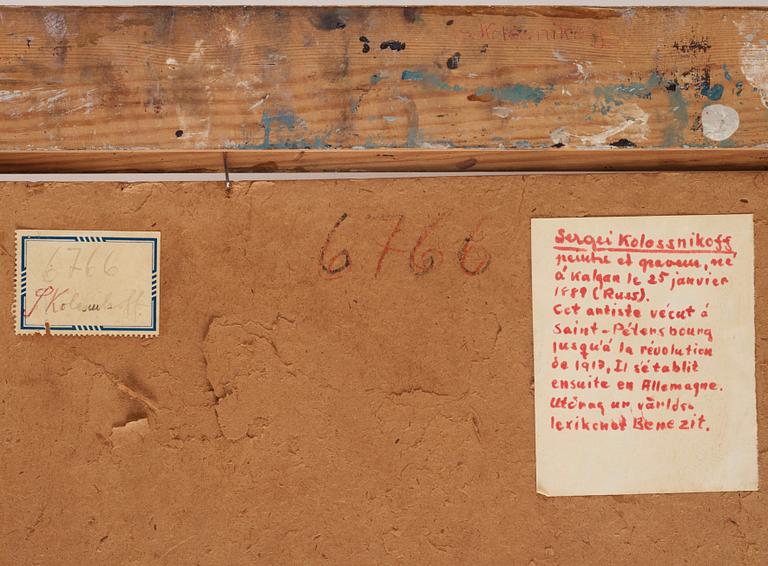 S. Kolesnikoff
6766
6766
S Kolesnikoff.
Sergei Kolossnikoff
peintre et graveur, né
à Kalgan le 25 janvier
1889 (Russ).
Cet artiste vécut à
Saint-Pétersbourg
jusqu'à la révolution
de 1917, Il s'établit
ensuite en Allemagne.
Utdrag ur världs-
lexikonet Benezit.